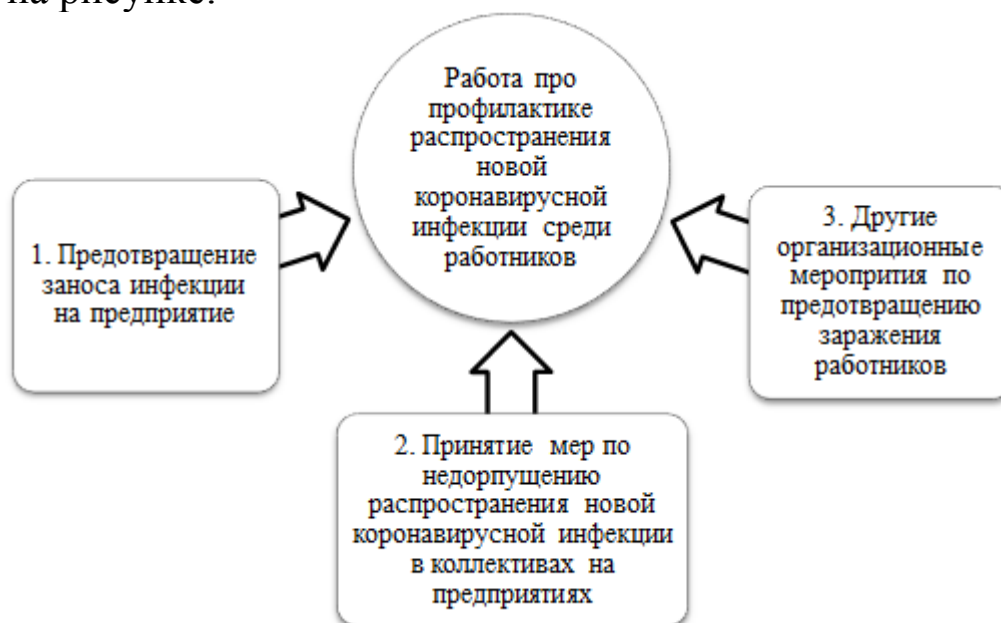 на рисунке.
Работа про
профилактике
распространения
новой
коронавирусной
инфекции среди
работников
1. Предотвращение
заноса инфекции
на предприятие
2. Принятие мер по
недорпущению
распространения новой
коронавирусной инфекции
в коллективах на
предприятиях
3. Другие
организационные
меропрития по
предотвращению
заражения
работников